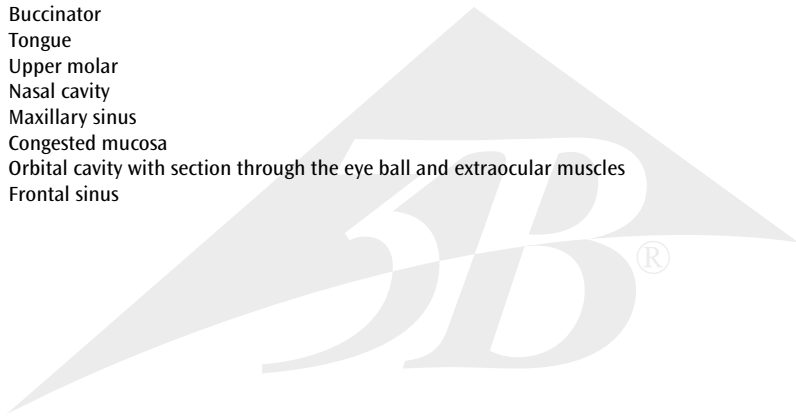 Buccinator
Tongue
Upper molar
Nasal cavity
Maxillary sinus
Congested mucosa
Orbital cavity with section through the eye ball and extraocular muscles
Frontal sinus
3B®